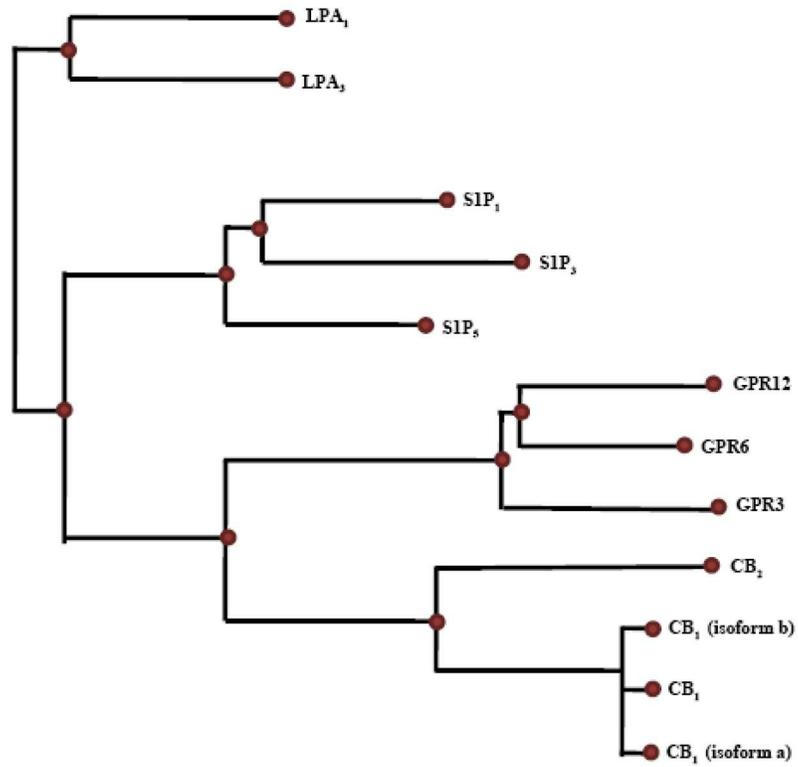 LPA₁
LPA₃
S1P₁
S1P₃
S1P₅
GPR12
GPR6
GPR3
CB₂
CB₁ (isoform b)
CB₁
CB₁ (isoform a)